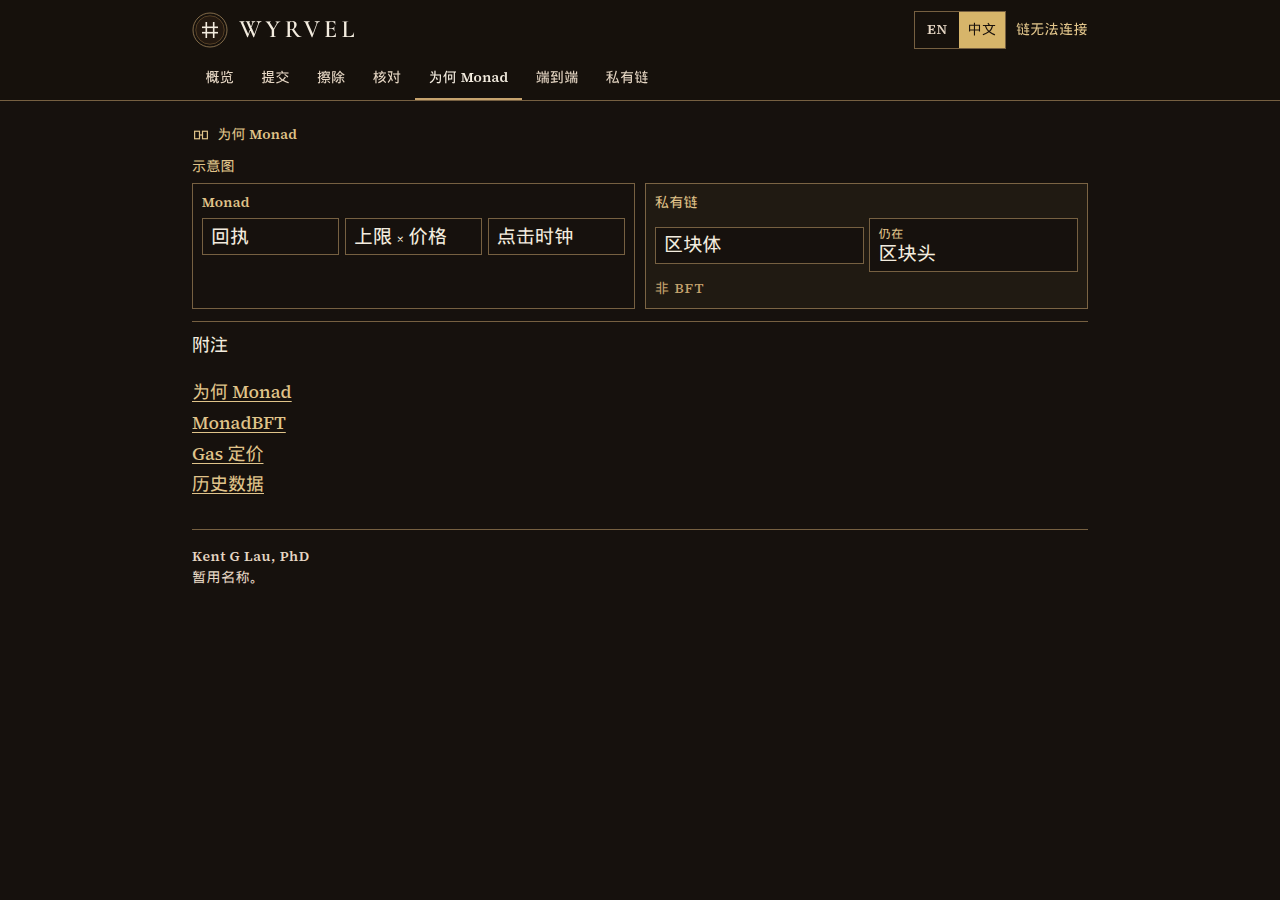 WYRVEL
EN 中文 链无法连接
概览 提交 擦除 核对 为何 Monad 端到端 私有链
为何 Monad
示意图
Monad
回执 上限 × 价格 点击时钟
私有链
区块体
仍在
区块头
非 BFT
附注
为何 Monad
MonadBFT
Gas 定价
历史数据
Kent G Lau, PhD
暂用名称。